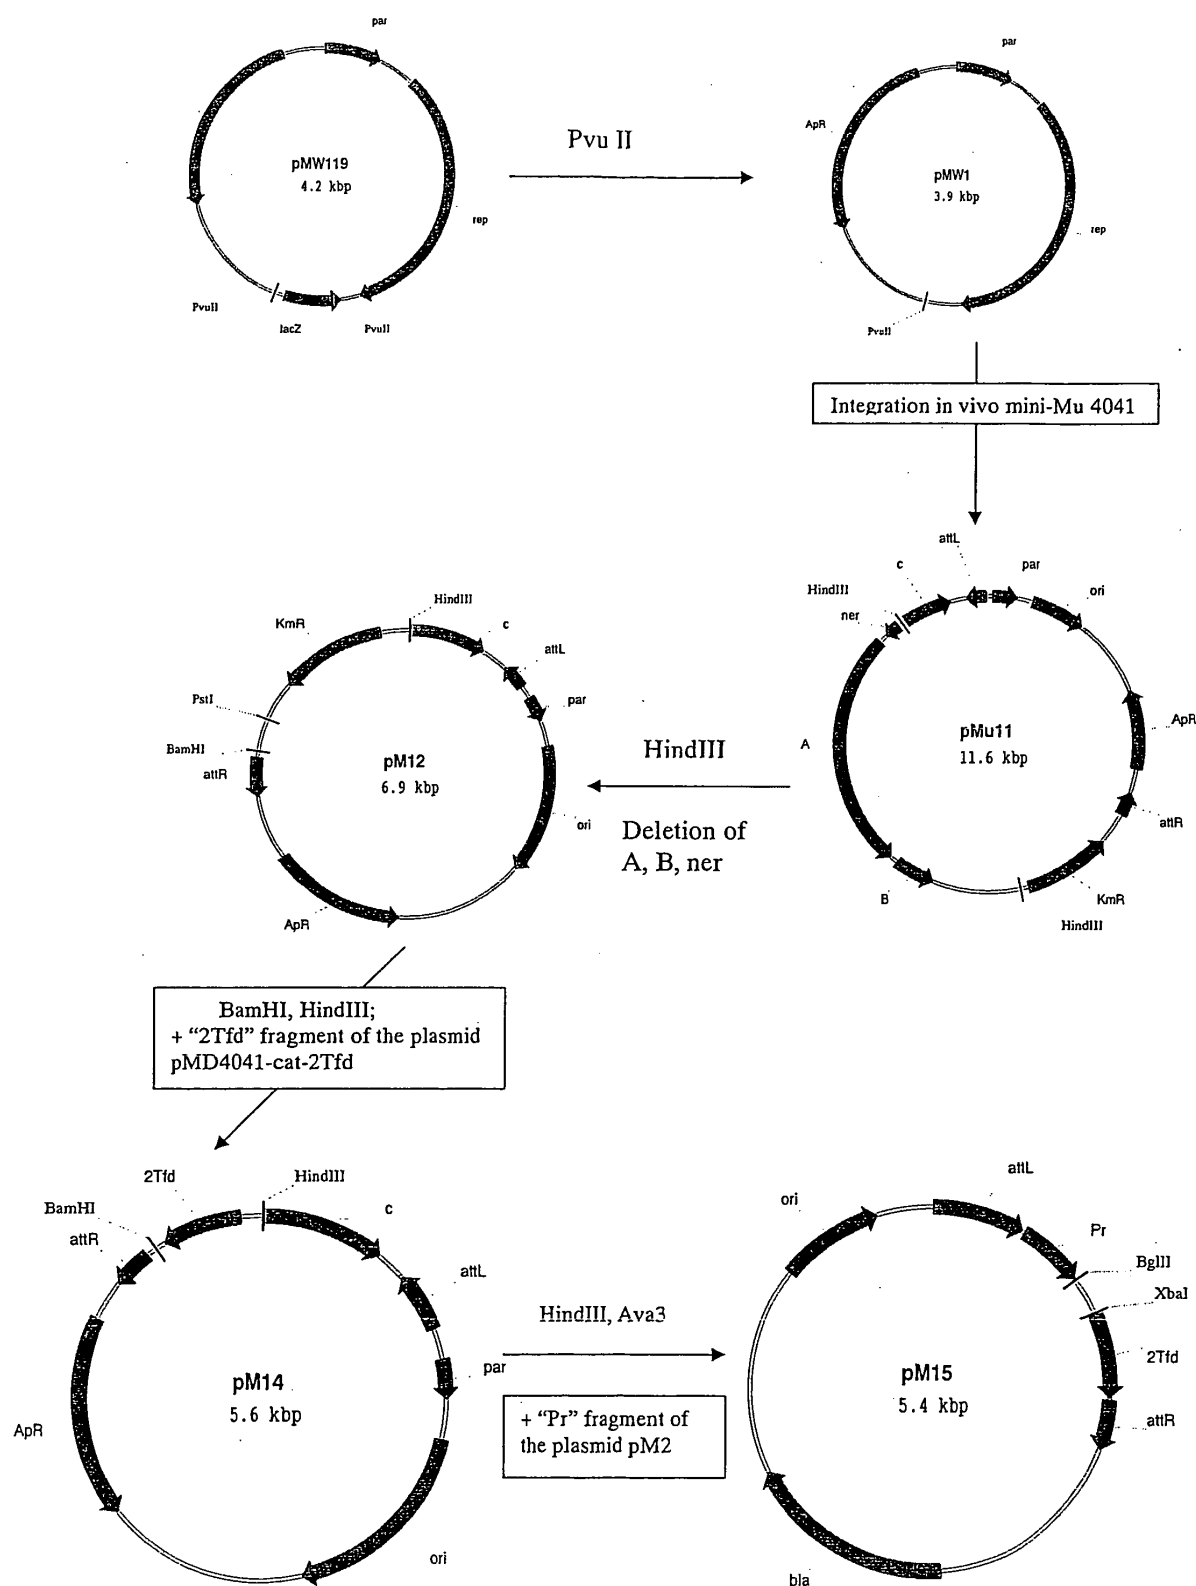 par
pMW119
4.2 kbp
rep
PvuII
lacZ
PvuII
Pvu II
par
ApR
pMW1
3.9 kbp
rep
PvuII
Integration in vivo mini-Mu 4041
attL
par
c
ori
HindIII
ner
ApR
A
pMu11
11.6 kbp
attR
B
KmR
HindIII
HindIII
KmR
c
attL
PstI
par
BamHI
attR
pM12
6.9 kbp
ori
ApR
HindIII
Deletion of
A, B, ner
BamHI, HindIII;
+ “2Tfd” fragment of the plasmid
pMD4041-cat-2Tfd
2Tfd
HindIII
BamHI
c
attR
attL
par
pM14
5.6 kbp
ApR
ori
HindIII, Ava3
+ “Pr” fragment of
the plasmid pM2
attL
ori
Pr
BglII
XbaI
2Tfd
pM15
5.4 kbp
attR
bla